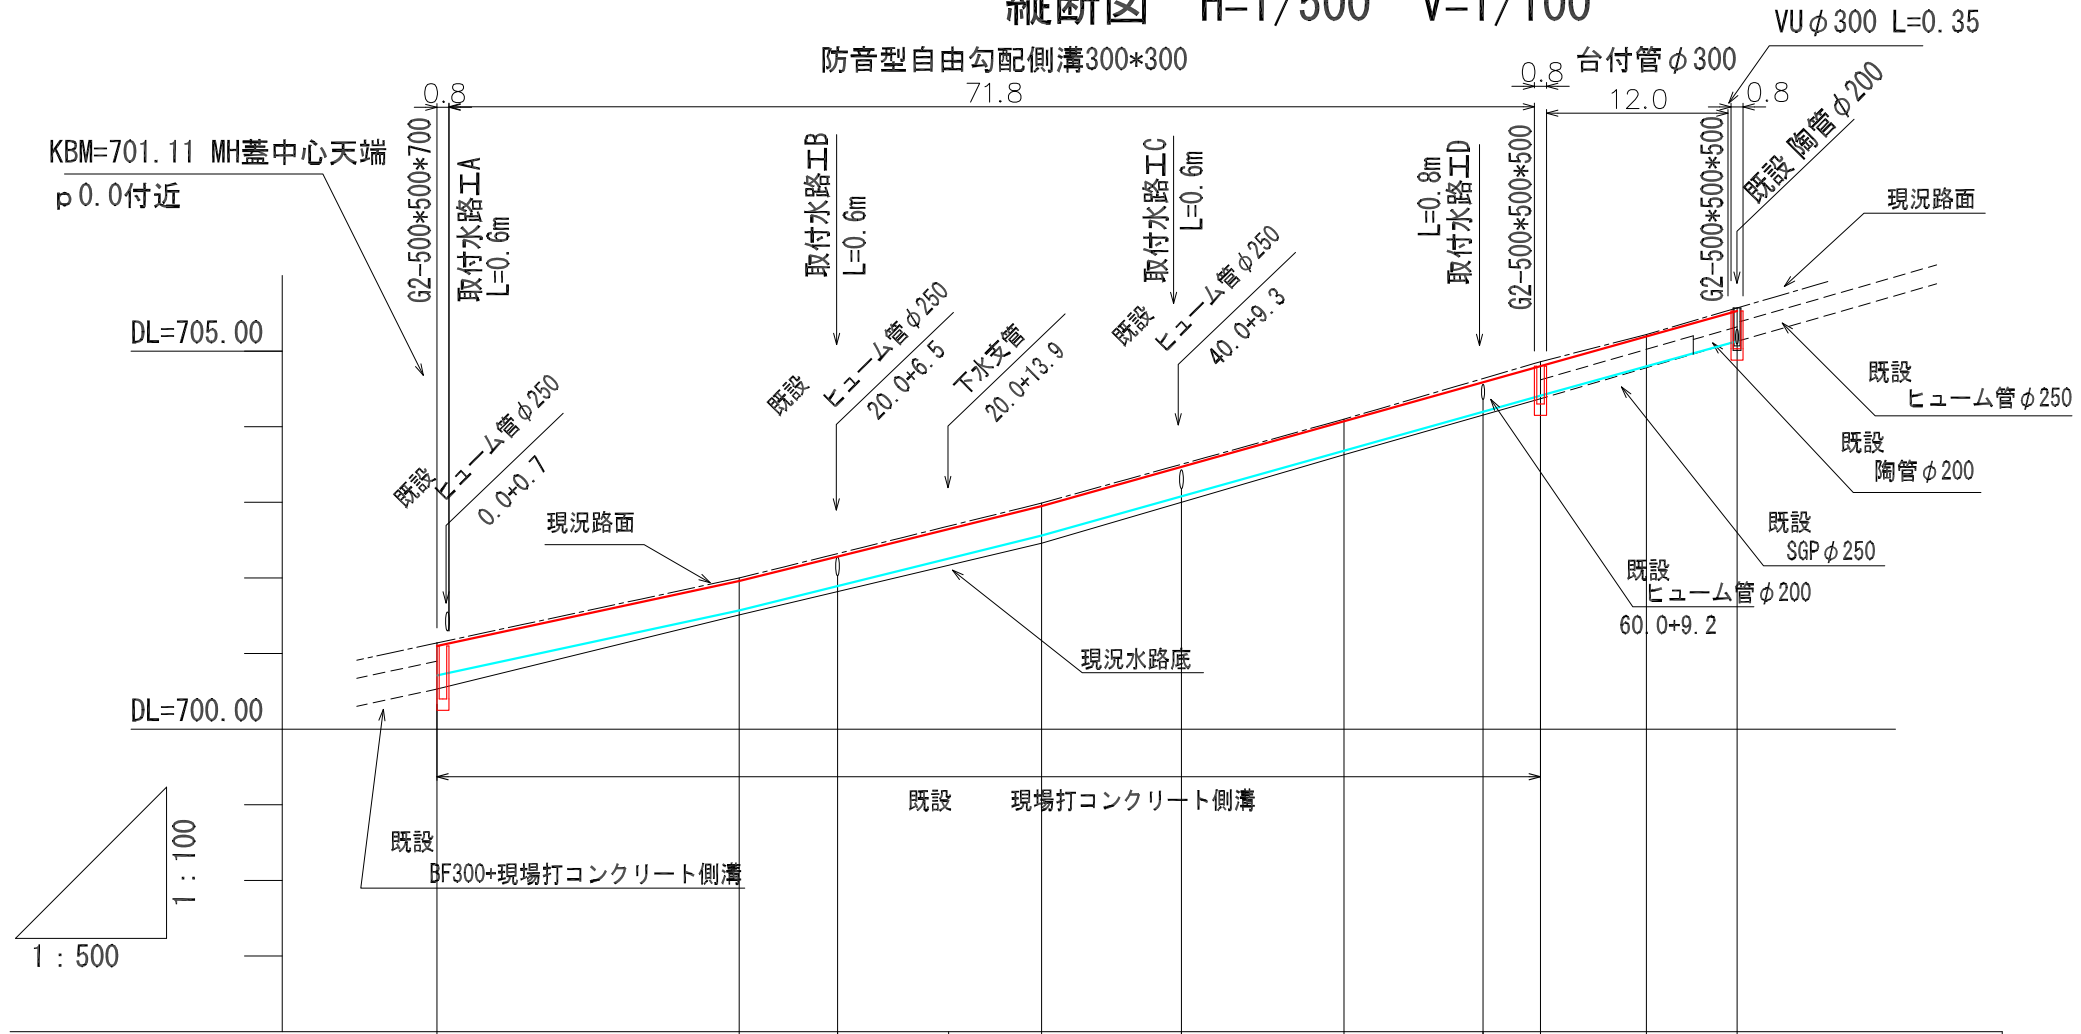 縦断図 H=1/500 V=1/100
VUφ300 L=0.35
防音型自由勾配側溝300*300
台付管φ300
0.8
71.8
0.8
12.0
0.8
KBM=701.11 MH蓋中心天端
p0.0付近
G2-500*500*700
取付水路工A
L=0.6m
取付水路工B
L=0.6m
取付水路工C
L=0.6m
L=0.8m
取付水路工D
G2-500*500*500
G2-500*500*500
既設 陶管φ200
現況路面
DL=705.00
既設
ヒューム管φ250
0.0+0.7
既設
ヒューム管φ250
20.0+6.5
下水支管
20.0+13.9
既設
ヒューム管φ250
40.0+9.3
既設
ヒューム管φ250
既設
陶管φ200
既設
SGPφ250
既設
ヒューム管φ200
60.0+9.2
現況路面
現況水路底
DL=700.00
既設 現場打コンクリート側溝
既設
BF300+現場打コンクリート側溝
1:100
1:500